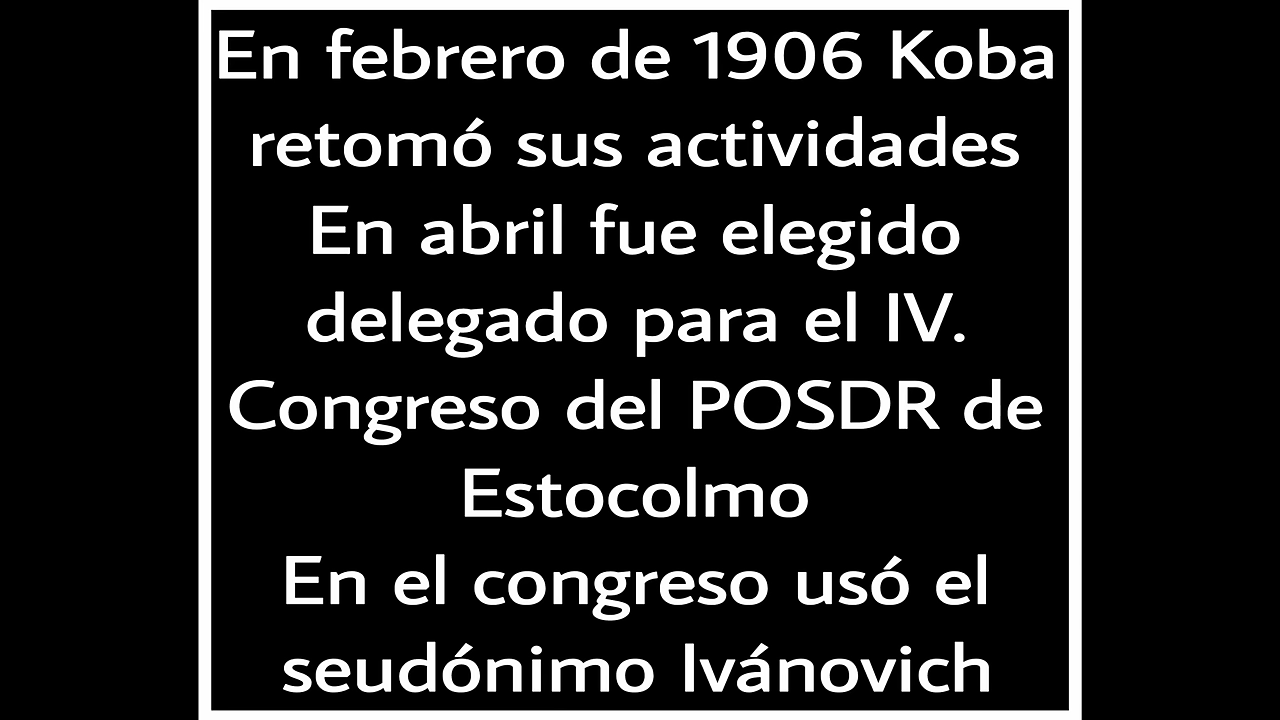 En febrero de 1906 Koba
retomó sus actividades
En abril fue elegido
delegado para el IV.
Congreso del POSDR de
Estocolmo
En el congreso usó el
seudónimo Ivánovich